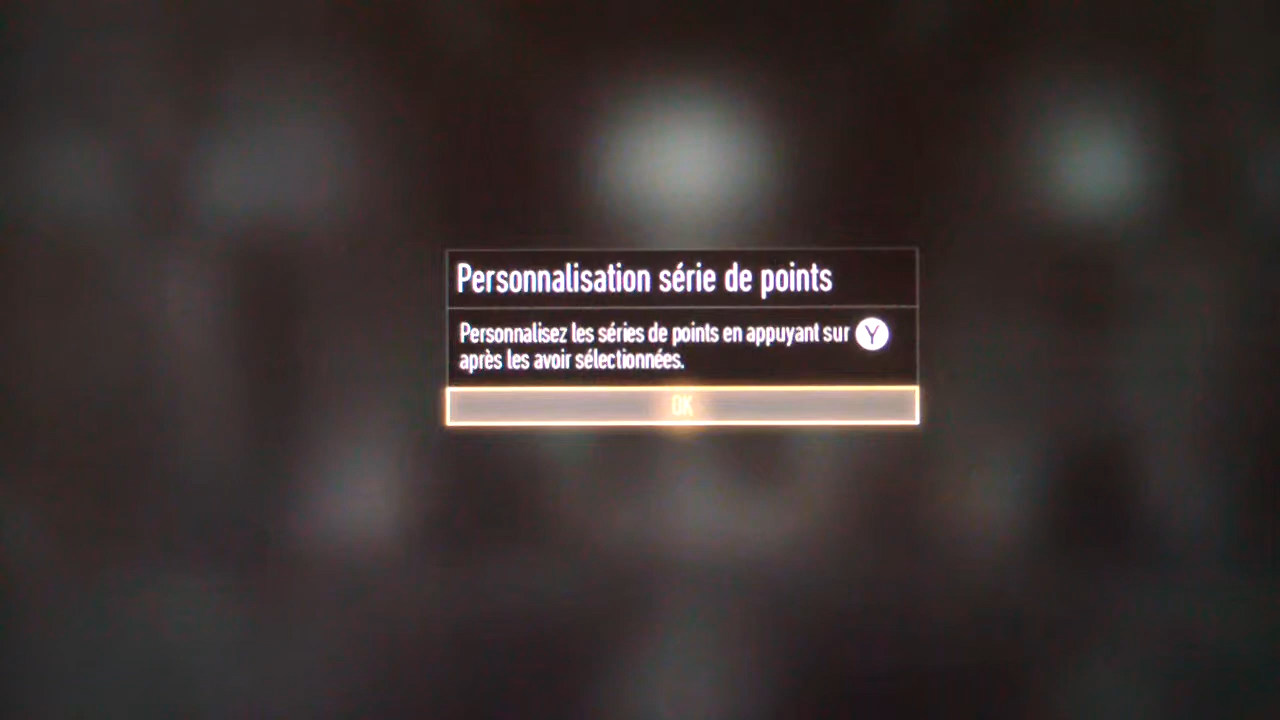 Personnalisation série de points
Personnalisez les séries de points en appuyant sur Y
après les avoir sélectionnées.
OK